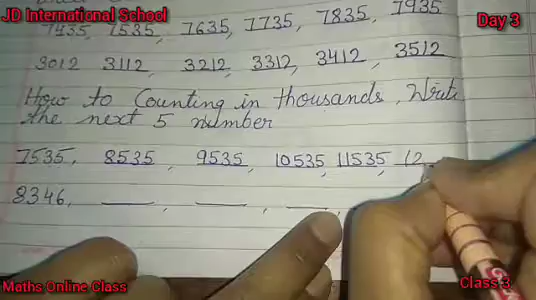 JD International School
Day 3
7435, 7535, 7635, 7735, 7835, 7935
3012 3112, 3212, 3312, 3412, 3512
How to Counting in thousands. Write
the next 5 number
7535, 8535, 9535, 10535, 11535, 12
8346,
Maths Online Class
Class 3